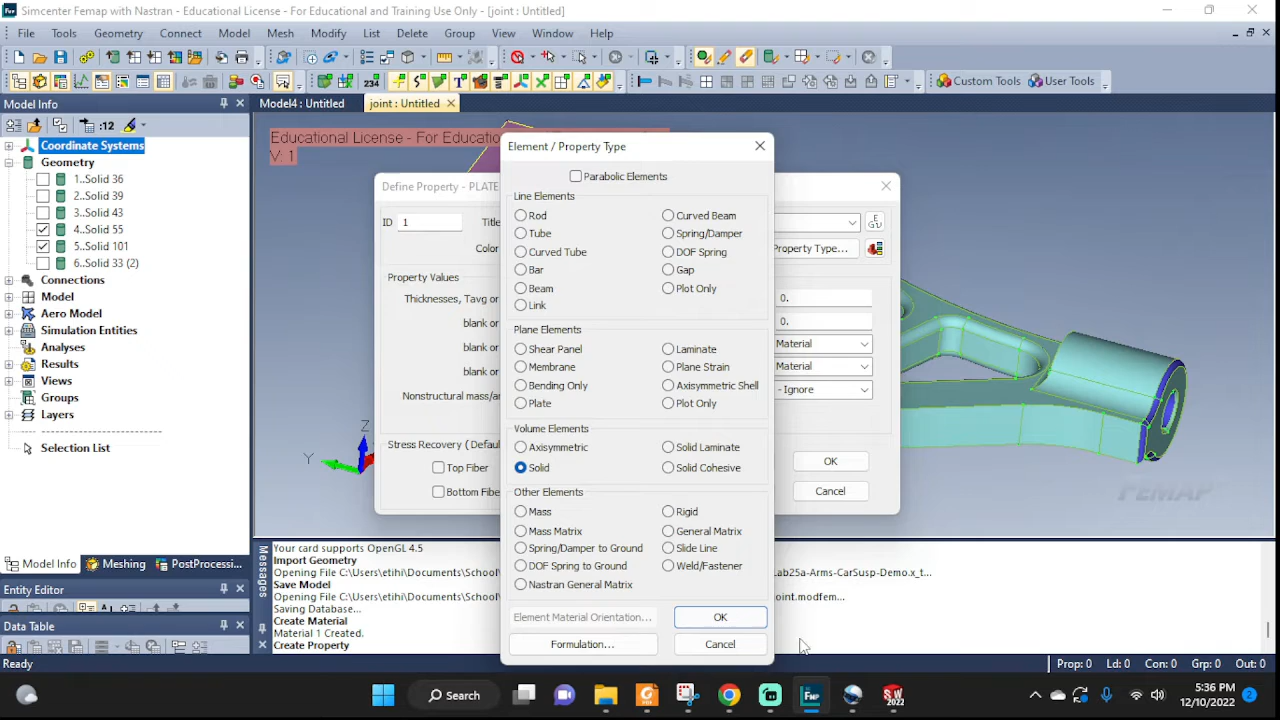 Simcenter Femap with Nastran - Educational License - For Educational and Training Use Only - [joint : Untitled]
File Tools Geometry Connect Model Mesh Modify List Delete Group View Window Help
234
Custom Tools User Tools
Model Info
Model4 : Untitled joint : Untitled
:12
Coordinate Systems
Geometry
1..Solid 36
2..Solid 39
3..Solid 43
4..Solid 55
5..Solid 101
6..Solid 33 (2)
Connections
Model
Aero Model
Simulation Entities
Analyses
Results
Views
Groups
Layers
Selection List
Model Info Meshing PostProcessing...
Entity Editor
Data Table
Educational License - For Educatio
V: 1
Z
Y
Define Property - PLATE
ID 1 Title
Color
Property Type...
Property Values
Thicknesses, Tavg or
blank or
blank or
blank or
Nonstructural mass/a
0.
0.
Material
Material
- Ignore
Stress Recovery ( Default
Top Fiber
Bottom Fibe
OK
Cancel
Element / Property Type
Parabolic Elements
Line Elements
Rod Curved Beam
Tube Spring/Damper
Curved Tube DOF Spring
Bar Gap
Beam Plot Only
Link
Plane Elements
Shear Panel Laminate
Membrane Plane Strain
Bending Only Axisymmetric Shell
Plate Plot Only
Volume Elements
Axisymmetric Solid Laminate
Solid Solid Cohesive
Other Elements
Mass Rigid
Mass Matrix General Matrix
Spring/Damper to Ground Slide Line
DOF Spring to Ground Weld/Fastener
Nastran General Matrix
Element Material Orientation... OK
Formulation... Cancel
FEMAP
Messages
Your card supports OpenGL 4.5
Import Geometry
Opening File C:\Users\etihi\Documents\School\ Lab25a-Arms-CarSusp-Demo.x_t...
Save Model
Opening File C:\Users\etihi\Documents\School\ joint.modfem...
Saving Database...
Create Material
Material 1 Created.
Create Property
Ready Prop: 0 Ld: 0 Con: 0 Grp: 0 Out: 0
Search
5:36 PM
12/10/2022
2